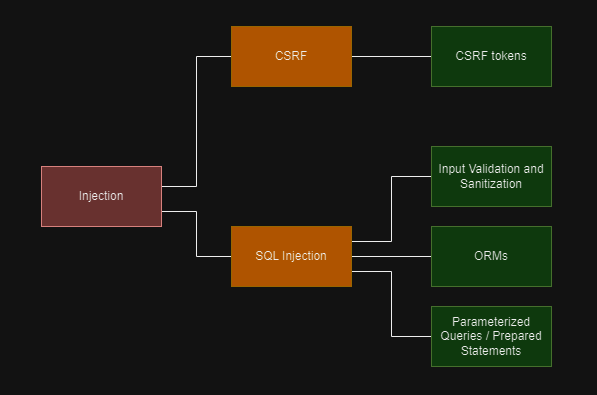 CSRF
CSRF tokens
Injection
Input Validation and
Sanitization
SQL Injection
ORMs
Parameterized
Queries / Prepared
Statements